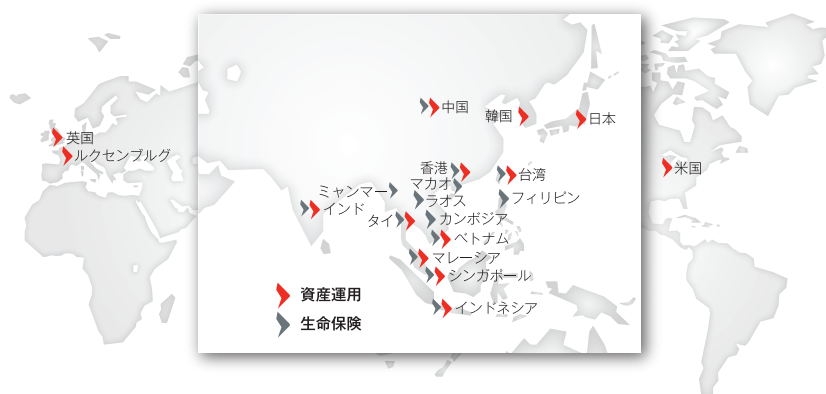 中国
韓国
日本
英国
ルクセンブルグ
米国
香港
台湾
マカオ
ミャンマー
ラオス
フィリピン
インド
タイ
カンボジア
ベトナム
マレーシア
シンガポール
資産運用
インドネシア
生命保険